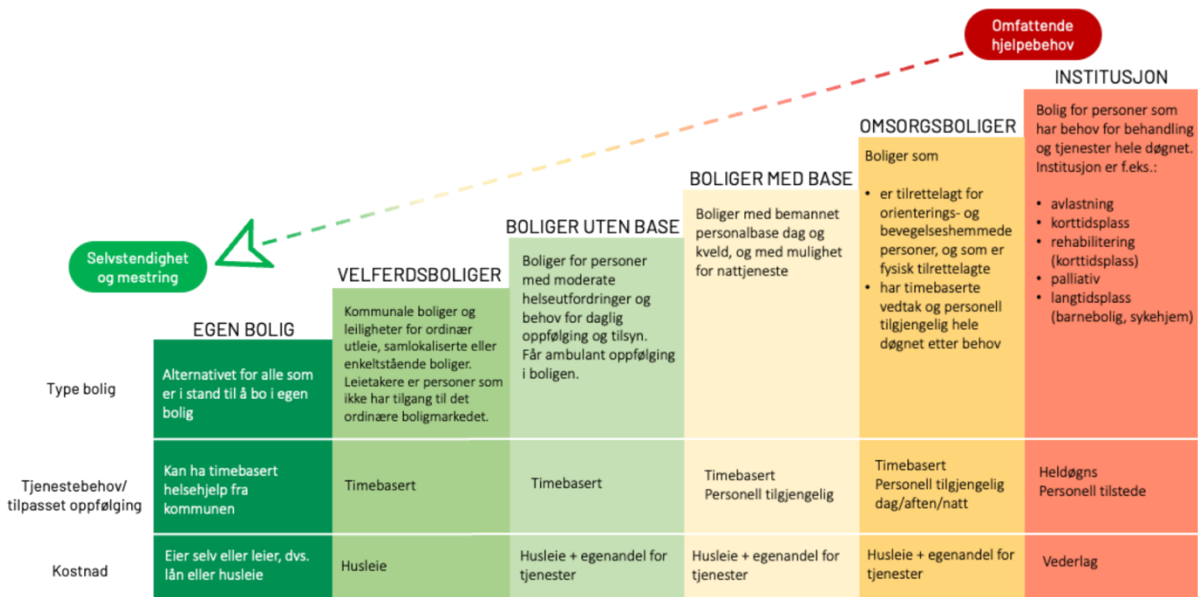 Omfattende
hjelpebehov
Selvstendighet
og mestring
EGEN BOLIG
VELFERDSBOLIGER
BOLIGER UTEN BASE
BOLIGER MED BASE
OMSORGSBOLIGER
INSTITUSJON
Type bolig
Alternativet for alle som
er i stand til å bo i egen
bolig
Kommunale boliger og
leiligheter for ordinær
utleie, samlokaliserte eller
enkeltstående boliger.
Leietakere er personer som
ikke har tilgang til det
ordinære boligmarkedet.
Boliger for personer
med moderate
helseutfordringer og
behov for daglig
oppfølging og tilsyn.
Får ambulant oppfølging
i boligen.
Boliger med bemannet
personalbase dag og
kveld, og med mulighet
for nattjeneste
Boliger som
• er tilrettelagt for
orienterings- og
bevegelseshemmede
personer, og som er
fysisk tilrettelagte
• har timebaserte
vedtak og personell
tilgjengelig hele
døgnet etter behov
Bolig for personer som
har behov for behandling
og tjenester hele døgnet.
Institusjon er f.eks.:
• avlastning
• korttidsplass
• rehabilitering
(korttidsplass)
• palliativ
• langtidsplass
(barnebolig, sykehjem)
Tjenestebehov/
tilpasset oppfølging
Kan ha timebasert
helsehjelp fra
kommunen
Timebasert
Timebasert
Timebasert
Personell tilgjengelig
Timebasert
Personell tilgjengelig
dag/aften/natt
Heldøgns
Personell tilstede
Kostnad
Eier selv eller leier, dvs.
lån eller husleie
Husleie
Husleie + egenandel for
tjenester
Husleie + egenandel for
tjenester
Husleie + egenandel for
tjenester
Vederlag